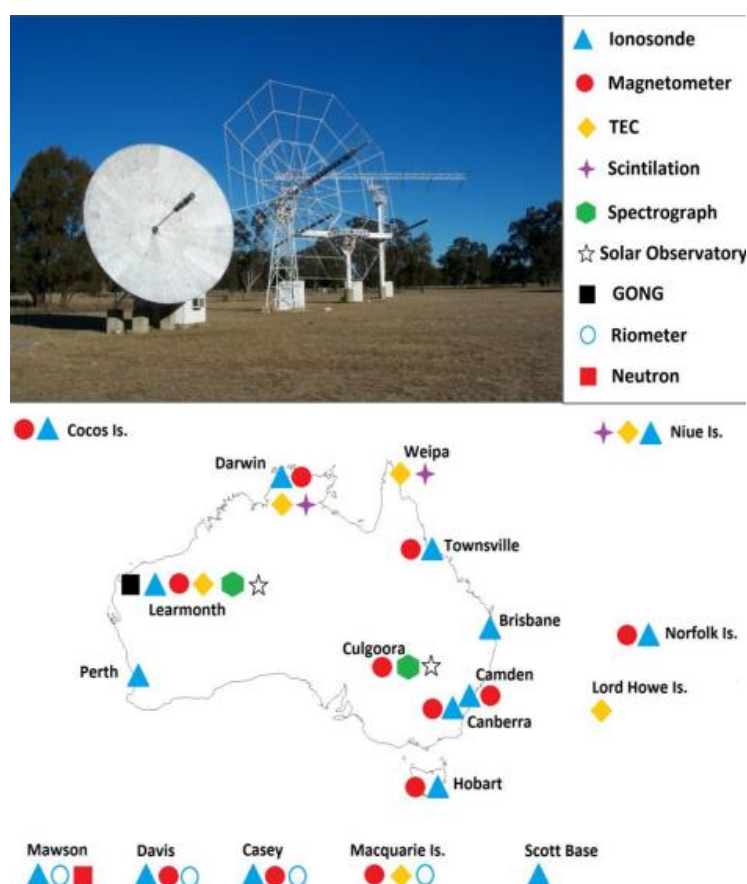 Ionosonde
Magnetometer
TEC
Scintilation
Spectrograph
Solar Observatory
GONG
Riometer
Neutron
Cocos Is.
Niue Is.
Darwin
Weipa
Townsville
Learmonth
Brisbane
Norfolk Is.
Culgoora
Perth
Camden
Lord Howe Is.
Canberra
Hobart
Mawson
Davis
Casey
Macquarie Is.
Scott Base